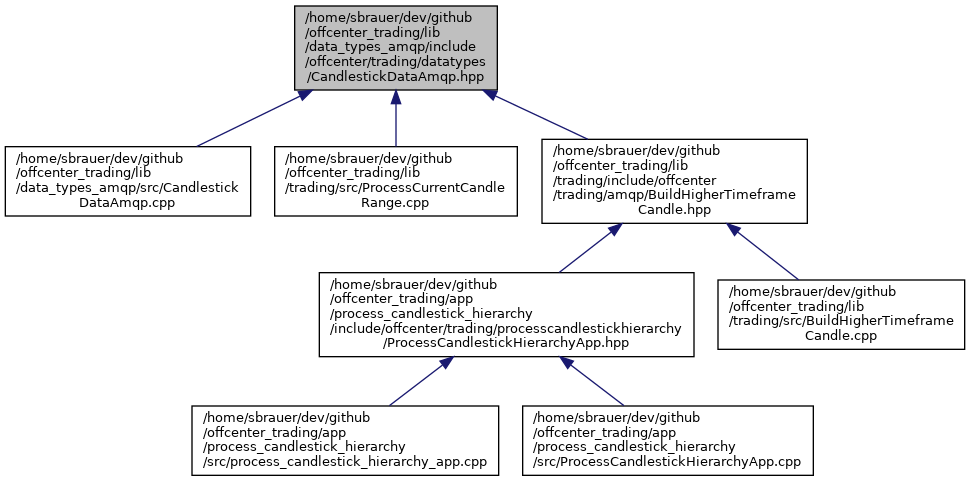 /home/sbrauer/dev/github
/offcenter_trading/lib
/data_types_amqp/include
/offcenter/trading/datatypes
/CandlestickDataAmqp.hpp
/home/sbrauer/dev/github
/offcenter_trading/lib
/data_types_amqp/src/Candlestick
DataAmqp.cpp
/home/sbrauer/dev/github
/offcenter_trading/lib
/trading/src/ProcessCurrentCandle
Range.cpp
/home/sbrauer/dev/github
/offcenter_trading/lib
/trading/include/offcenter
/trading/amqp/BuildHigherTimeframe
Candle.hpp
/home/sbrauer/dev/github
/offcenter_trading/app
/process_candlestick_hierarchy
/include/offcenter/trading/processcandlestickhierarchy
/ProcessCandlestickHierarchyApp.hpp
/home/sbrauer/dev/github
/offcenter_trading/lib
/trading/src/BuildHigherTimeframe
Candle.cpp
/home/sbrauer/dev/github
/offcenter_trading/app
/process_candlestick_hierarchy
/src/process_candlestick_hierarchy_app.cpp
/home/sbrauer/dev/github
/offcenter_trading/app
/process_candlestick_hierarchy
/src/ProcessCandlestickHierarchyApp.cpp